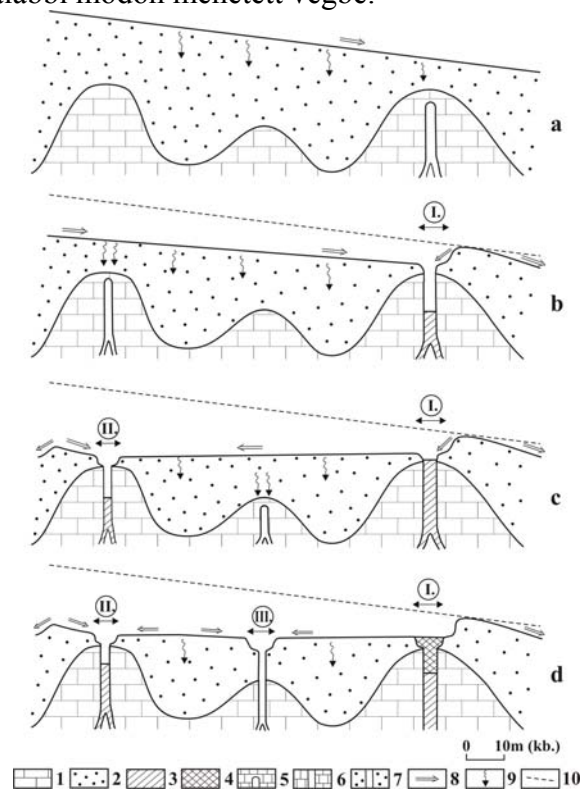 alábbi módon menetett végbe.
a
I.
b
II.
I.
c
II.
III.
I.
d
0 10m (kb.)
1 2 3 4 5 6 7 8 9 10